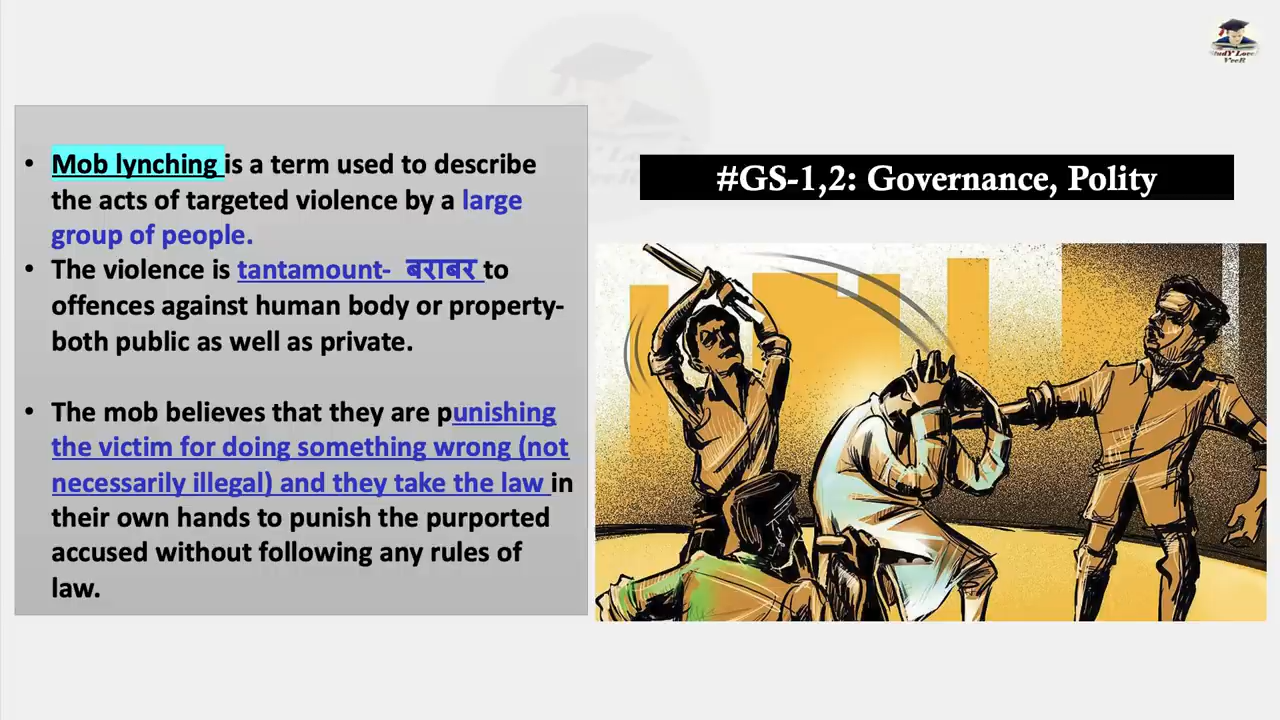 • Mob lynching is a term used to describe
the acts of targeted violence by a large
group of people.
• The violence is tantamount- बराबर to
offences against human body or property-
both public as well as private.
• The mob believes that they are punishing
the victim for doing something wrong (not
necessarily illegal) and they take the law in
their own hands to punish the purported
accused without following any rules of
law.
#GS-1,2: Governance, Polity